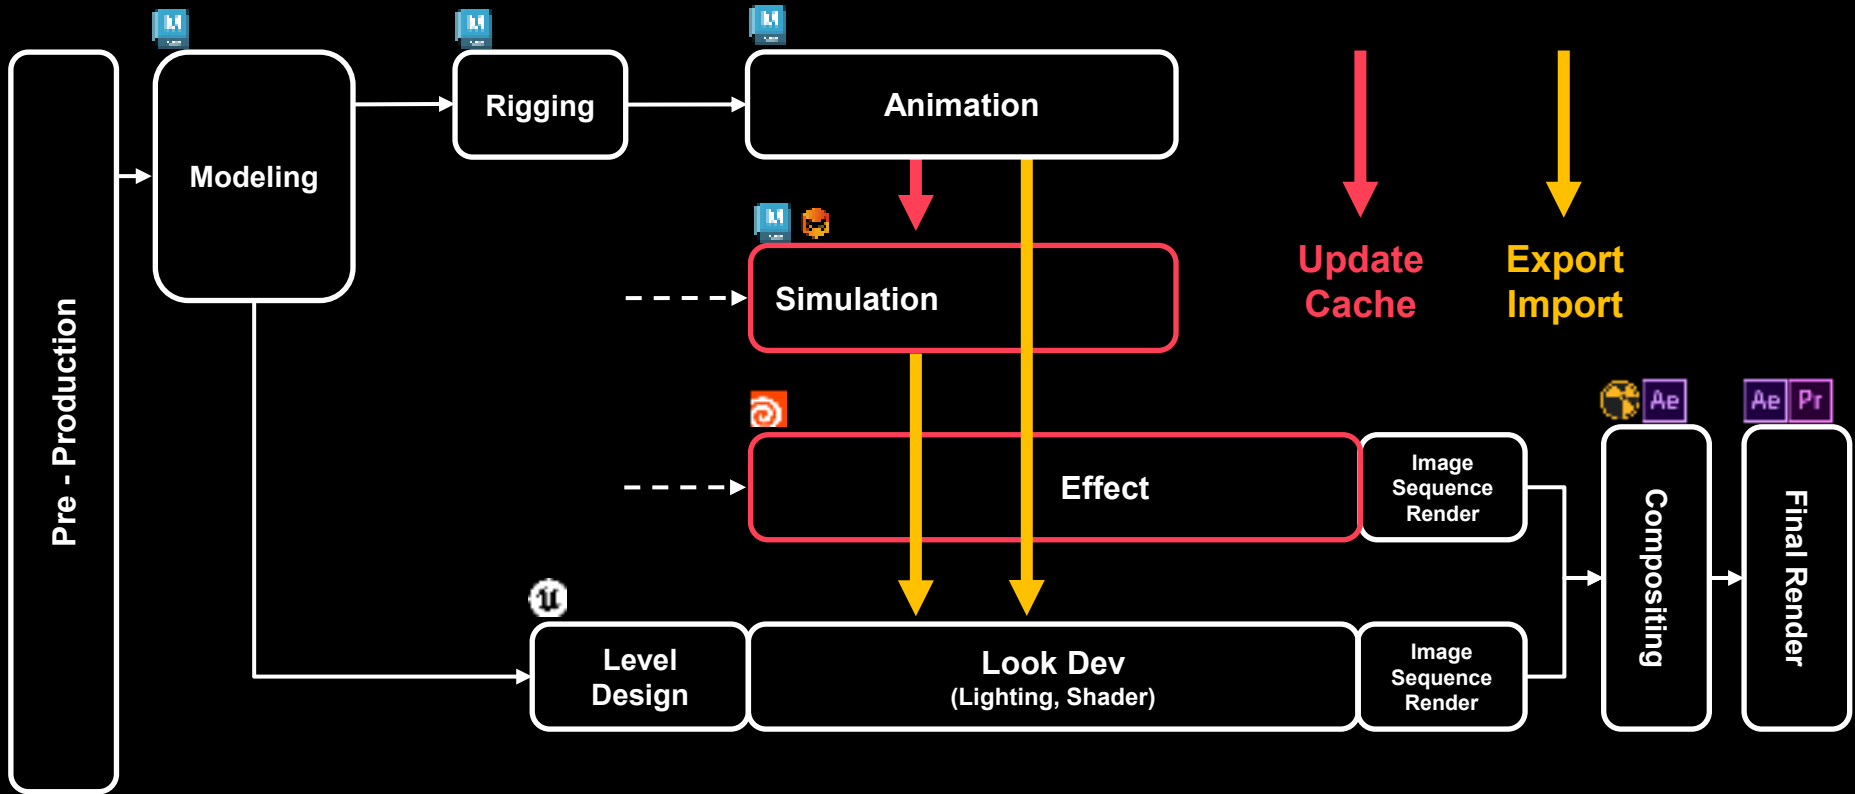 Pre - Production
Modeling
Rigging
Animation
Simulation
Update
Cache
Export
Import
Effect
Image
Sequence
Render
Level
Design
Look Dev
(Lighting, Shader)
Image
Sequence
Render
Ae
Compositing
Ae
Pr
Final Render
M
M
M
M